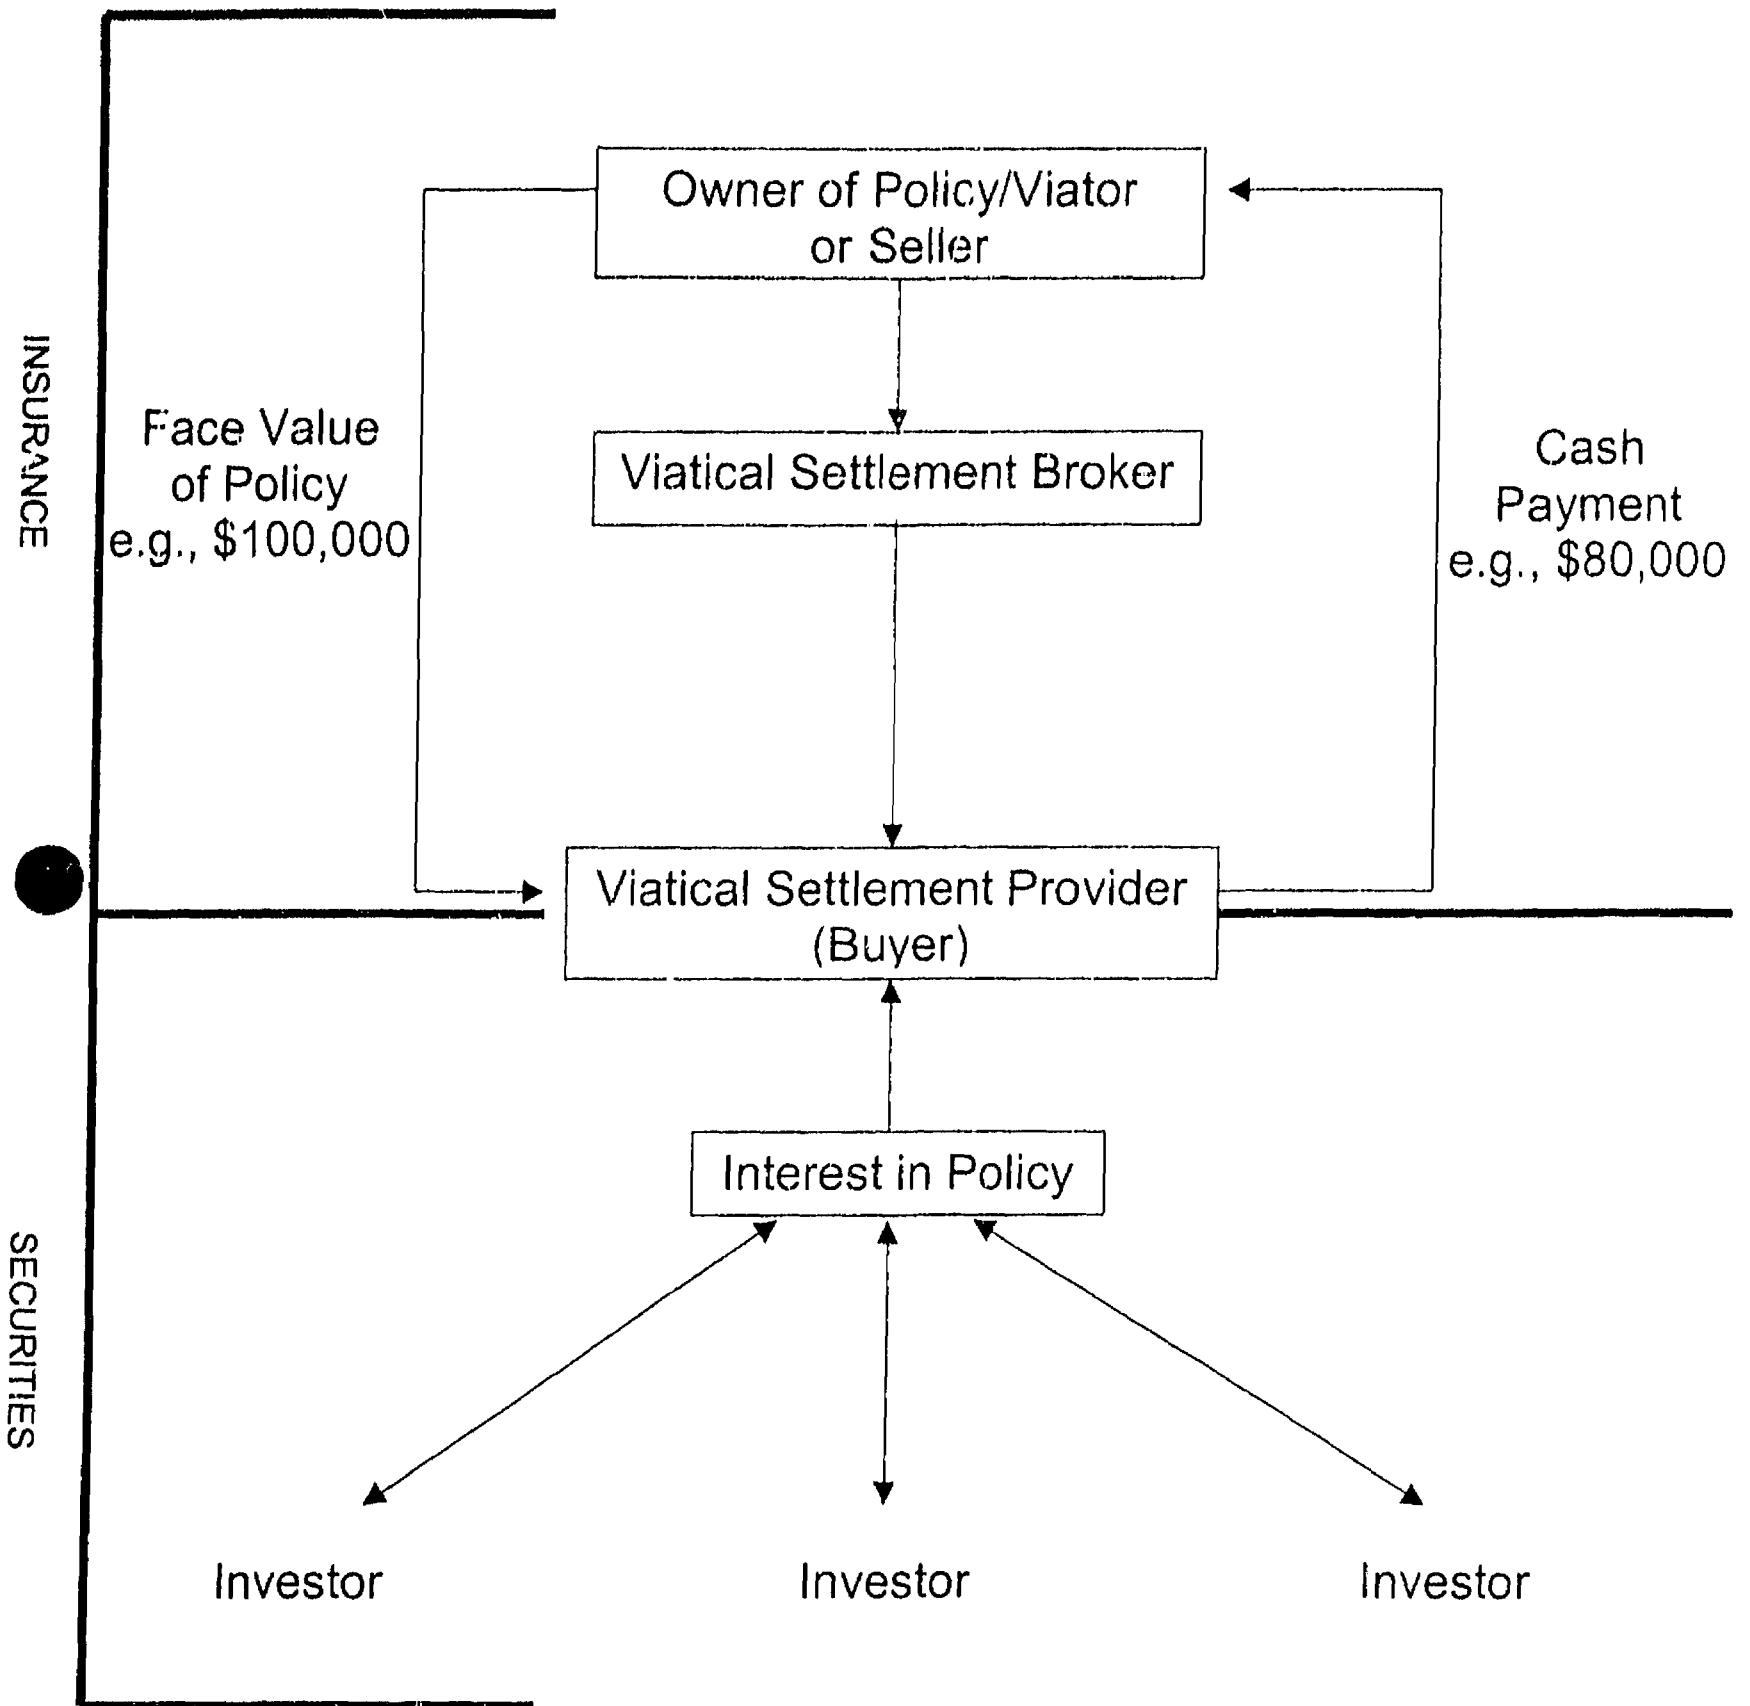 Owner of Policy/Viator
or Seller
INSURANCE
Face Value
of Policy
e.g., $100,000
Viatical Settlement Broker
Cash
Payment
e.g., $80,000
Viatical Settlement Provider
(Buyer)
Interest in Policy
SECURITIES
Investor
Investor
Investor